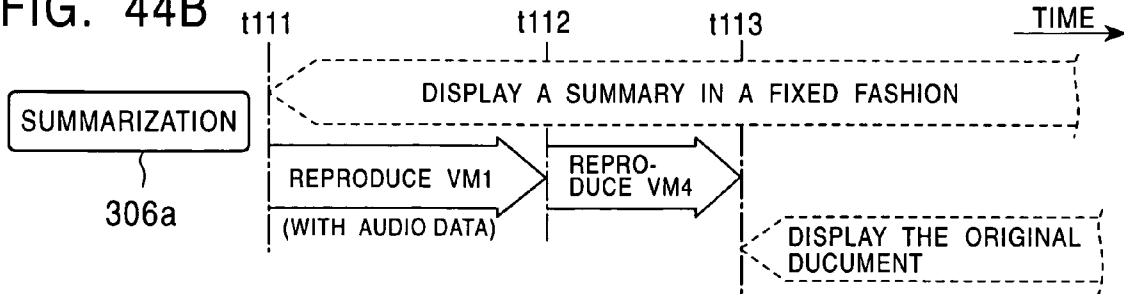 FIG. 44B
t111
t112
t113
TIME
DISPLAY A SUMMARY IN A FIXED FASHION
SUMMARIZATION
306a
REPRODUCE VM1
(WITH AUDIO DATA)
REPRO-
DUCE VM4
DISPLAY THE ORIGINAL
DUCUMENT